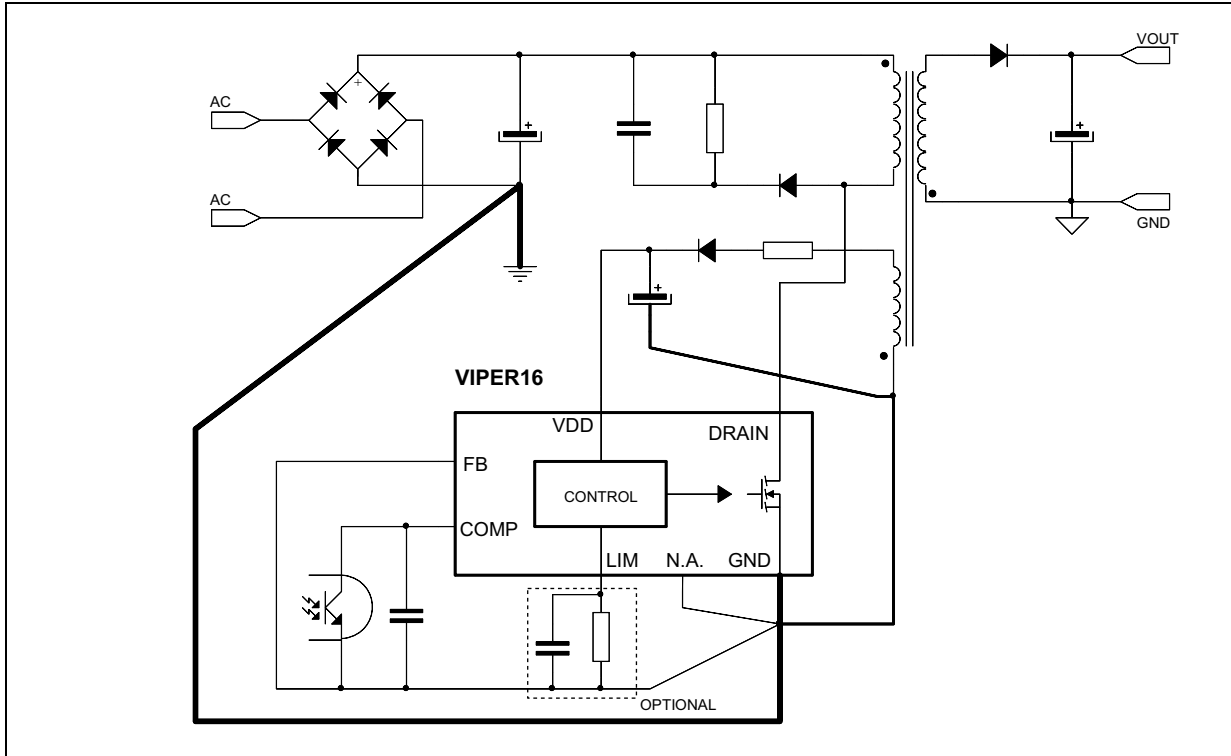 VOUT
+
AC
+
+
AC
GND
+
VIPER16
VDD
DRAIN
FB
CONTROL
COMP
LIM
N.A.
GND
OPTIONAL